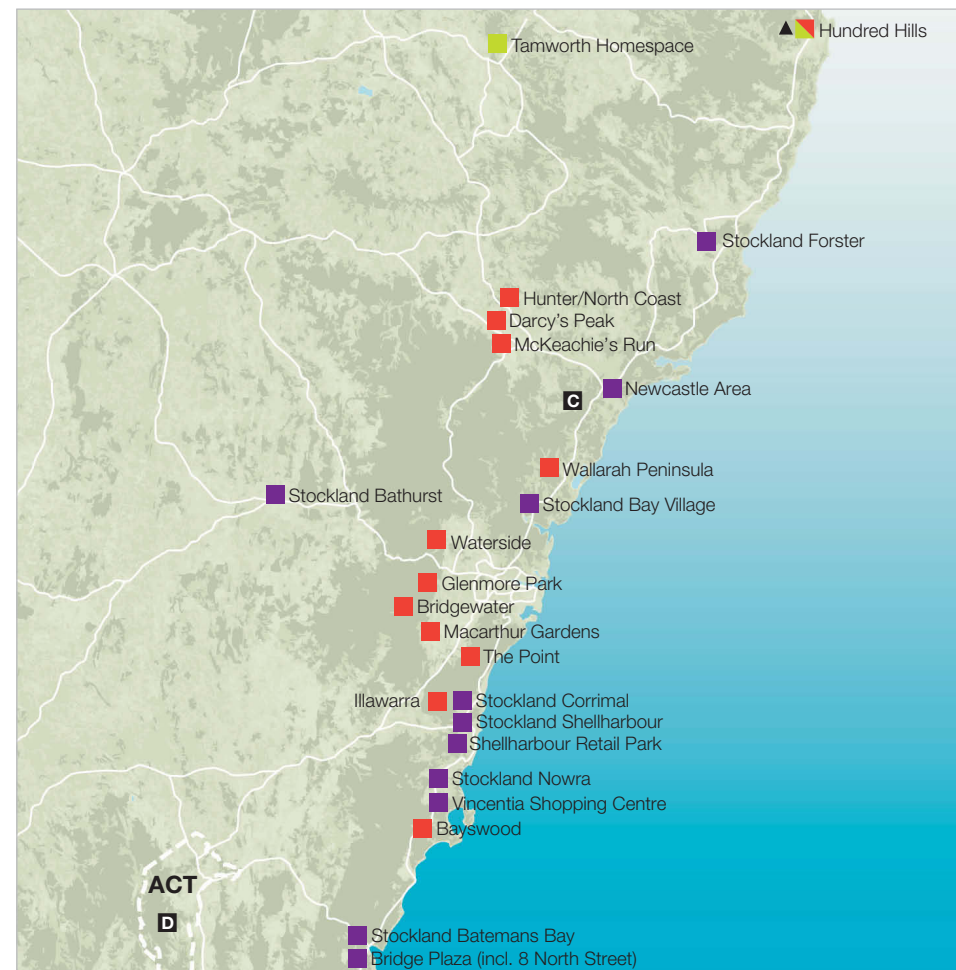 Tamworth Homespace
Hundred Hills
Stockland Forster
Hunter/North Coast
Darcy's Peak
McKeachie's Run
Newcastle Area
C
Wallarah Peninsula
Stockland Bathurst
Stockland Bay Village
Waterside
Glenmore Park
Bridgewater
Macarthur Gardens
The Point
Illawarra
Stockland Corrimal
Stockland Shellharbour
Shellharbour Retail Park
Stockland Nowra
Vincentia Shopping Centre
Bayswood
ACT
D
Stockland Batemans Bay
Bridge Plaza (incl. 8 North Street)